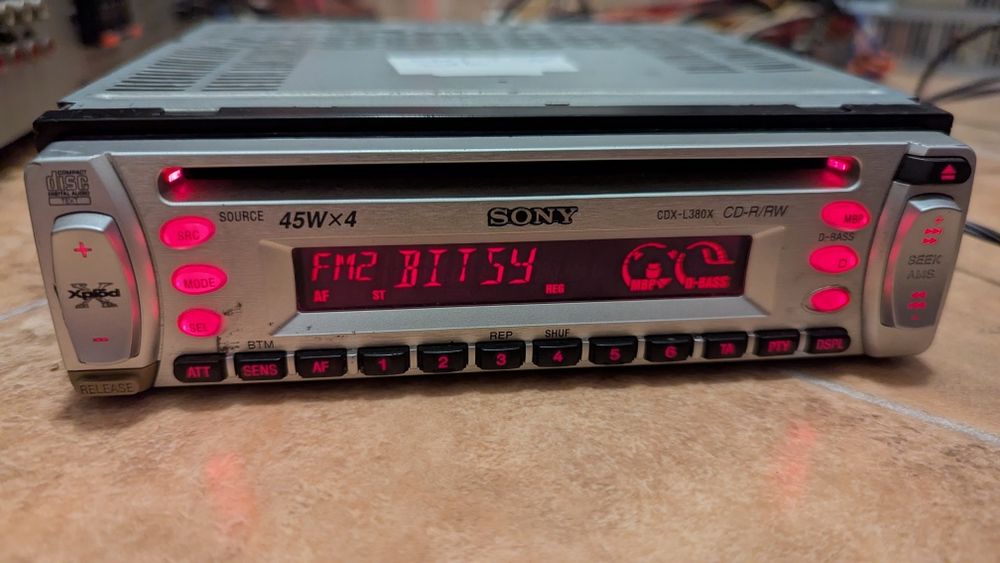 COMPACT
disc
DIGITAL AUDIO
TEXT
SOURCE
45W×4
SONY
CDX-L380X CD-R/RW
+
Xplod
-
RELEASE
SRC
MODE
SEL
FM2 BITSY
AF
ST
REG
MBP
D-BASS
MBP
D-BASS
D
+
SEEK
AMS
-
BTM
REP
SHUF
ATT
SENS
AF
1
2
3
4
5
6
TA
PTY
DSPL